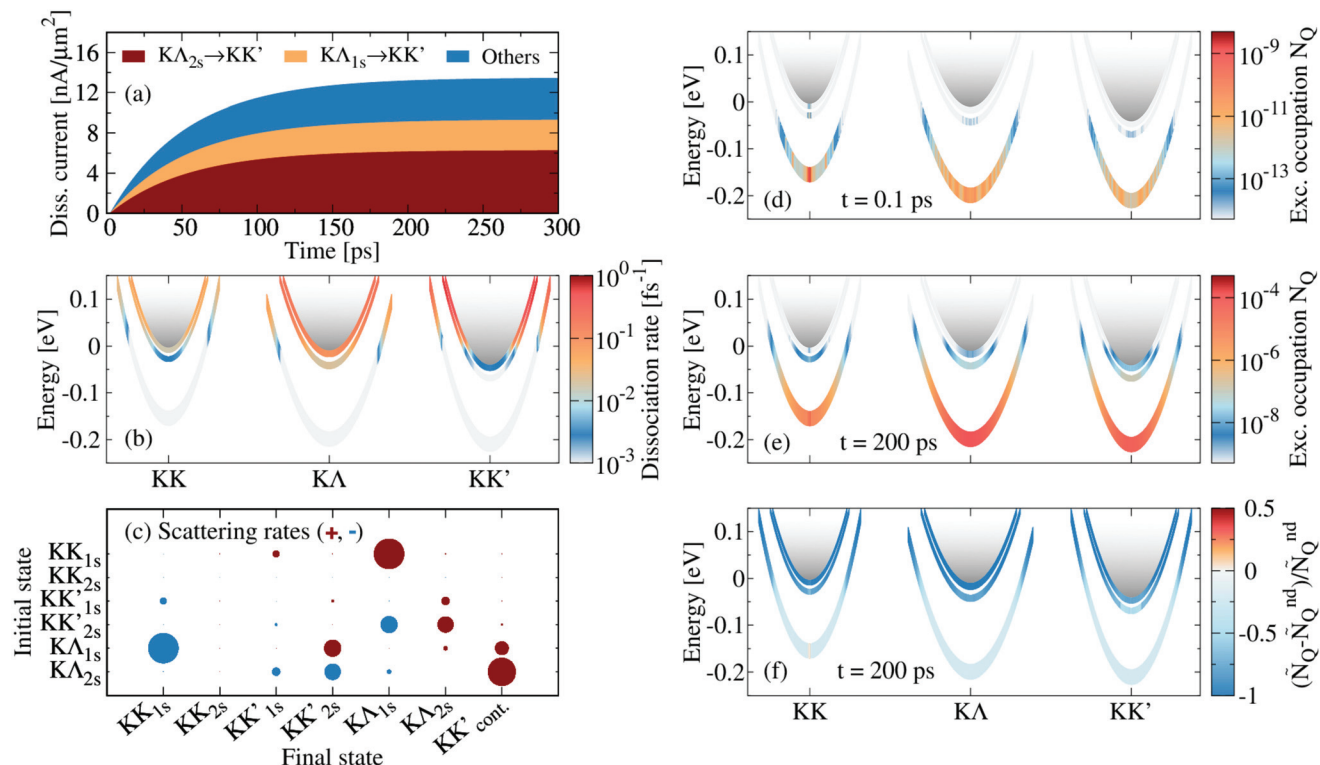 Diss. current [nA/μm²]
16
12
8
4
0
KΛ2s→KK' KΛ1s→KK' Others
(a)
0 50 100 150 200 250 300
Time [ps]
Energy [eV]
0.1
0
-0.1
-0.2
(b)
KK KΛ KK'
10⁰
10⁻¹
10⁻²
10⁻³
Dissociation rate [fs⁻¹]
(c) Scattering rates (+, -)
Initial state
KK1s
KK2s
KK'1s
KK'2s
KΛ1s
KΛ2s
KK1s KK2s KK'1s KK'2s KΛ1s KΛ2s KK' cont.
Final state
Energy [eV]
0.1
0
-0.1
-0.2
(d) t = 0.1 ps
10⁻⁹
10⁻¹¹
10⁻¹³
Exc. occupation NQ
Energy [eV]
0.1
0
-0.1
-0.2
(e) t = 200 ps
10⁻⁴
10⁻⁶
10⁻⁸
Exc. occupation NQ
Energy [eV]
0.1
0
-0.1
-0.2
(f) t = 200 ps
KK KΛ KK'
0.5
0
-0.5
-1
(ÑQ-ÑQ^nd)/ÑQ^nd